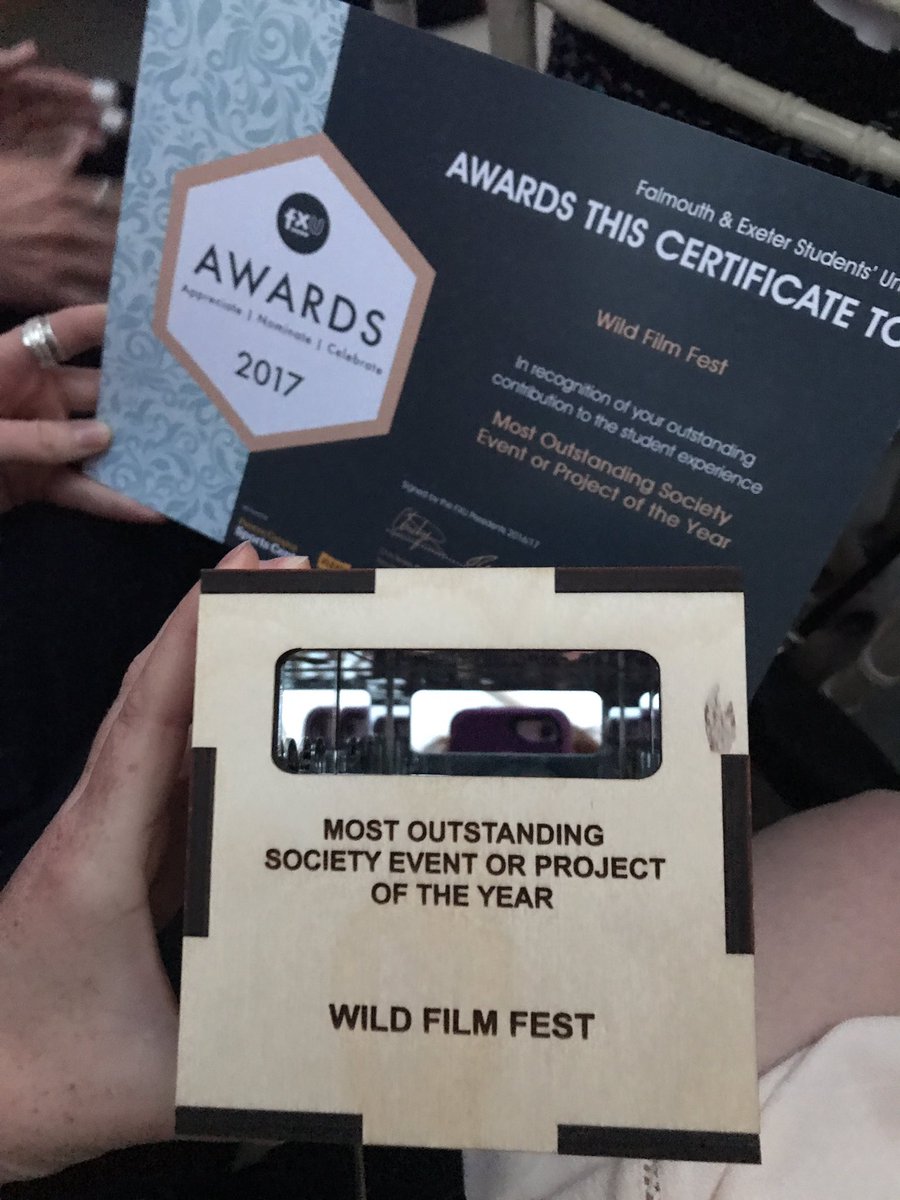 fXU
AWARDS
Appreciate | Nominate | Celebrate
2017
Falmouth & Exeter Students' Un
AWARDS THIS CERTIFICATE TO
Wild Film Fest
In recognition of your outstanding
contribution to the student experience
Most Outstanding Society
Event or Project of the Year
Signed by the FXU Presidents 2016/17
MOST OUTSTANDING
SOCIETY EVENT OR PROJECT
OF THE YEAR
WILD FILM FEST